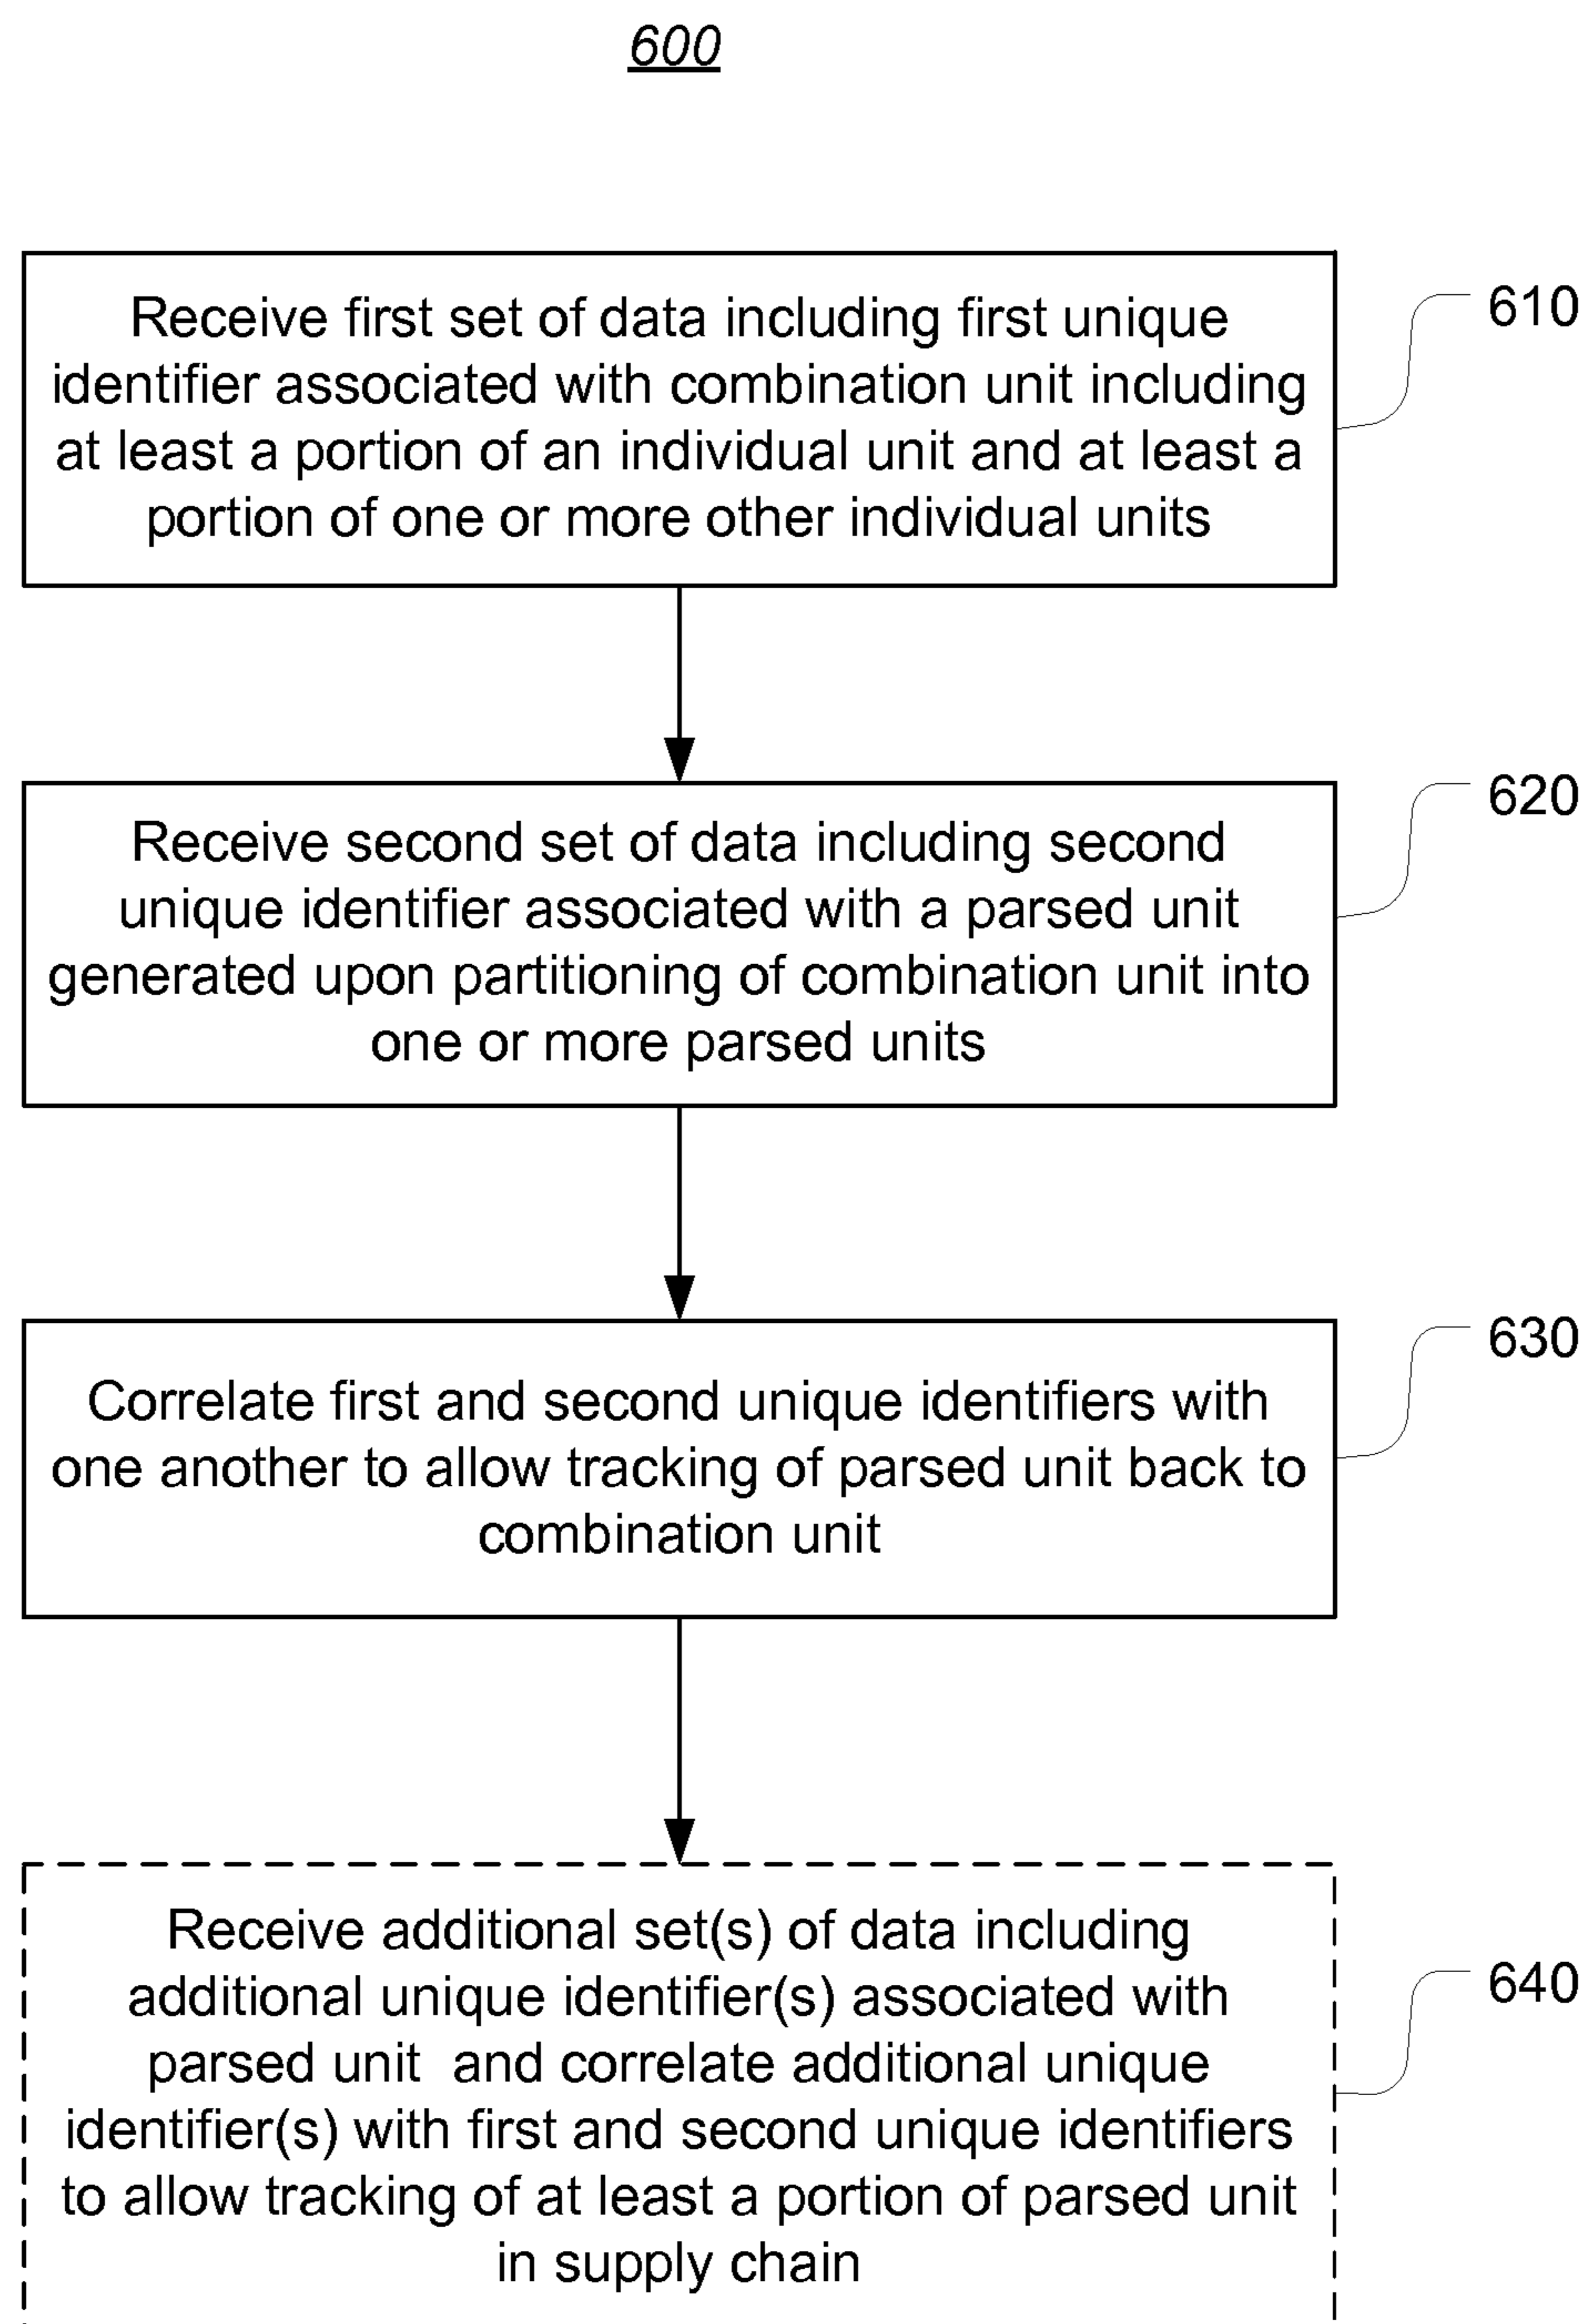 600
Receive first set of data including first unique
identifier associated with combination unit including
at least a portion of an individual unit and at least a
portion of one or more other individual units
610
Receive second set of data including second
unique identifier associated with a parsed unit
generated upon partitioning of combination unit into
one or more parsed units
620
Correlate first and second unique identifiers with
one another to allow tracking of parsed unit back to
combination unit
630
Receive additional set(s) of data including
additional unique identifier(s) associated with
parsed unit  and correlate additional unique
identifier(s) with first and second unique identifiers
to allow tracking of at least a portion of parsed unit
in supply chain
640